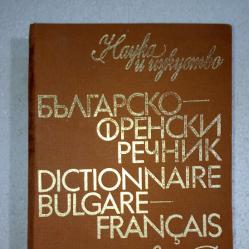 Наука
и изкуство
БЪЛГАРСКО—
ФРЕНСКИ
РЕЧНИК
DICTIONNAIRE
BULGARE—
FRANÇAIS